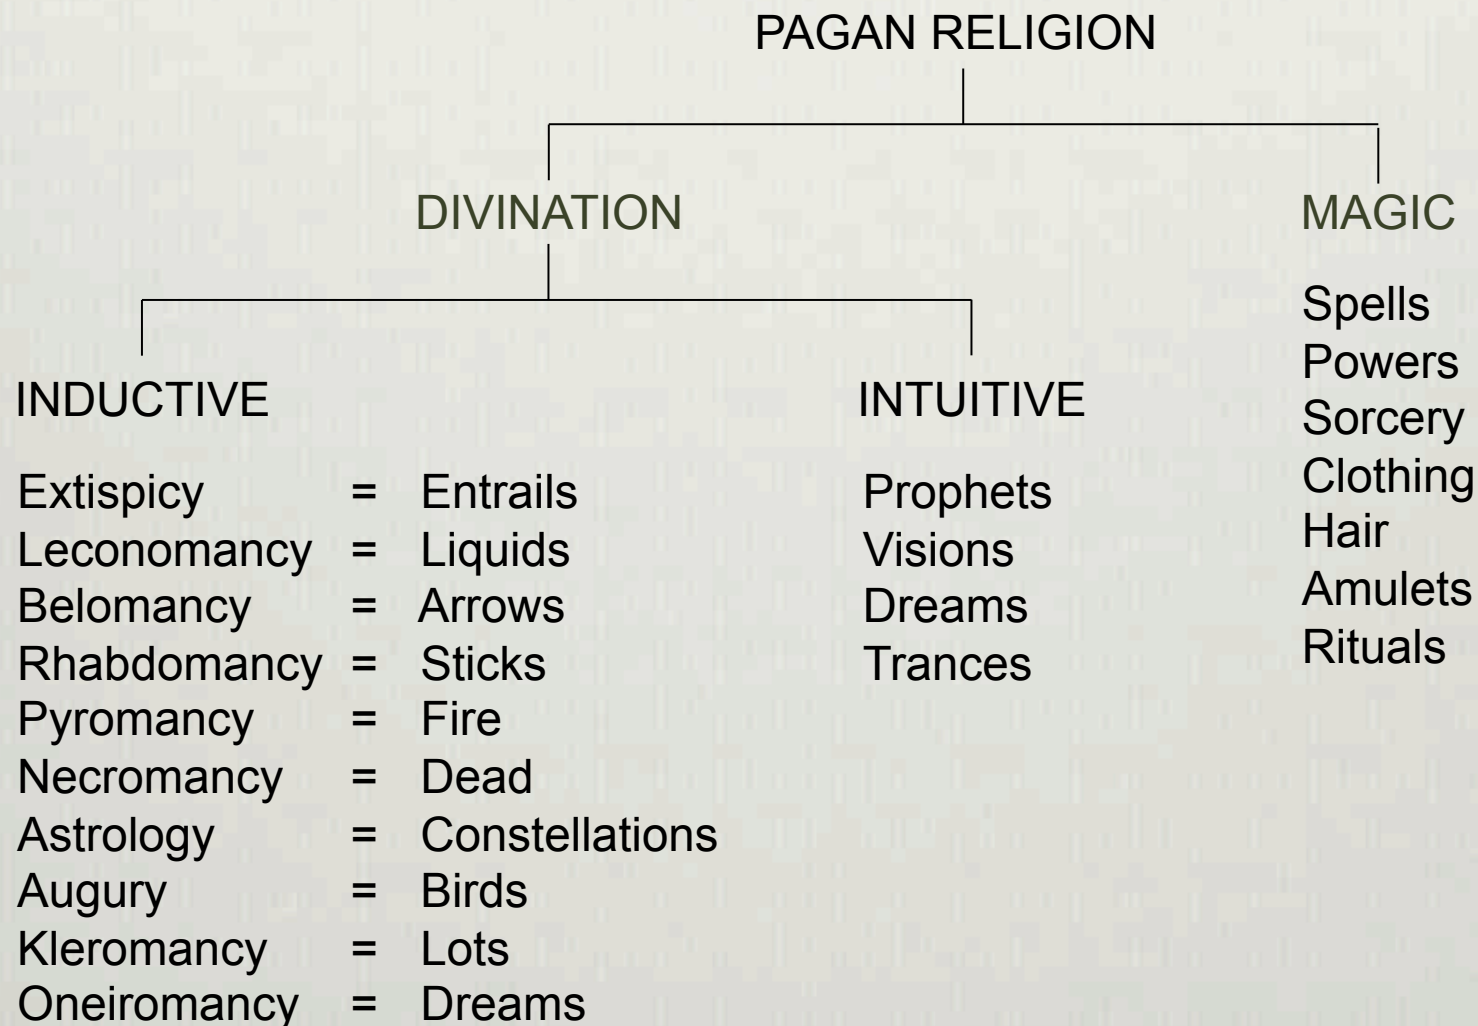 PAGAN RELIGION
DIVINATION
MAGIC
INDUCTIVE
INTUITIVE
Extispicy = Entrails
Leconomancy = Liquids
Belomancy = Arrows
Rhabdomancy = Sticks
Pyromancy = Fire
Necromancy = Dead
Astrology = Constellations
Augury = Birds
Kleromancy = Lots
Oneiromancy = Dreams
Prophets
Visions
Dreams
Trances
Spells
Powers
Sorcery
Clothing
Hair
Amulets
Rituals